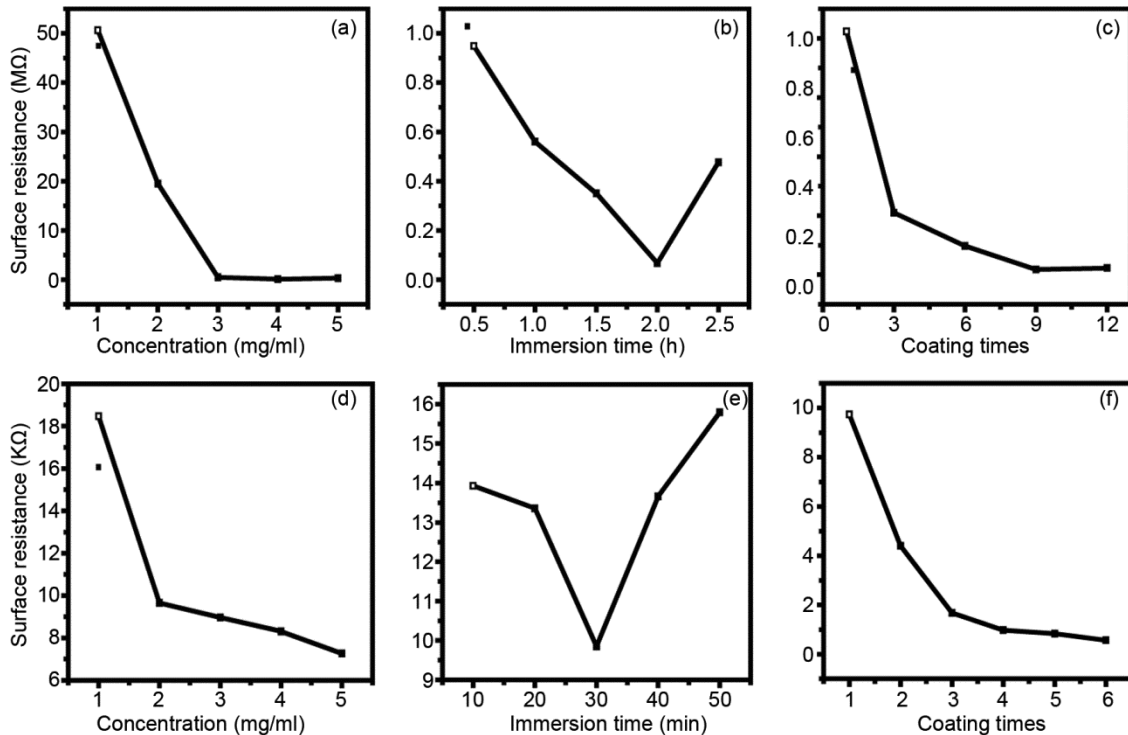 (a)
50
40
30
20
10
0
1 2 3 4 5
Surface resistance (MΩ)
Concentration (mg/ml)
(b)
1.0
0.8
0.6
0.4
0.2
0.0
0.5 1.0 1.5 2.0 2.5
Immersion time (h)
(c)
1.0
0.8
0.6
0.4
0.2
0.0
0 3 6 9 12
Coating times
(d)
20
18
16
14
12
10
8
6
1 2 3 4 5
Surface resistance (KΩ)
Concentration (mg/ml)
(e)
16
15
14
13
12
11
10
9
10 20 30 40 50
Immersion time (min)
(f)
10
8
6
4
2
0
1 2 3 4 5 6
Coating times